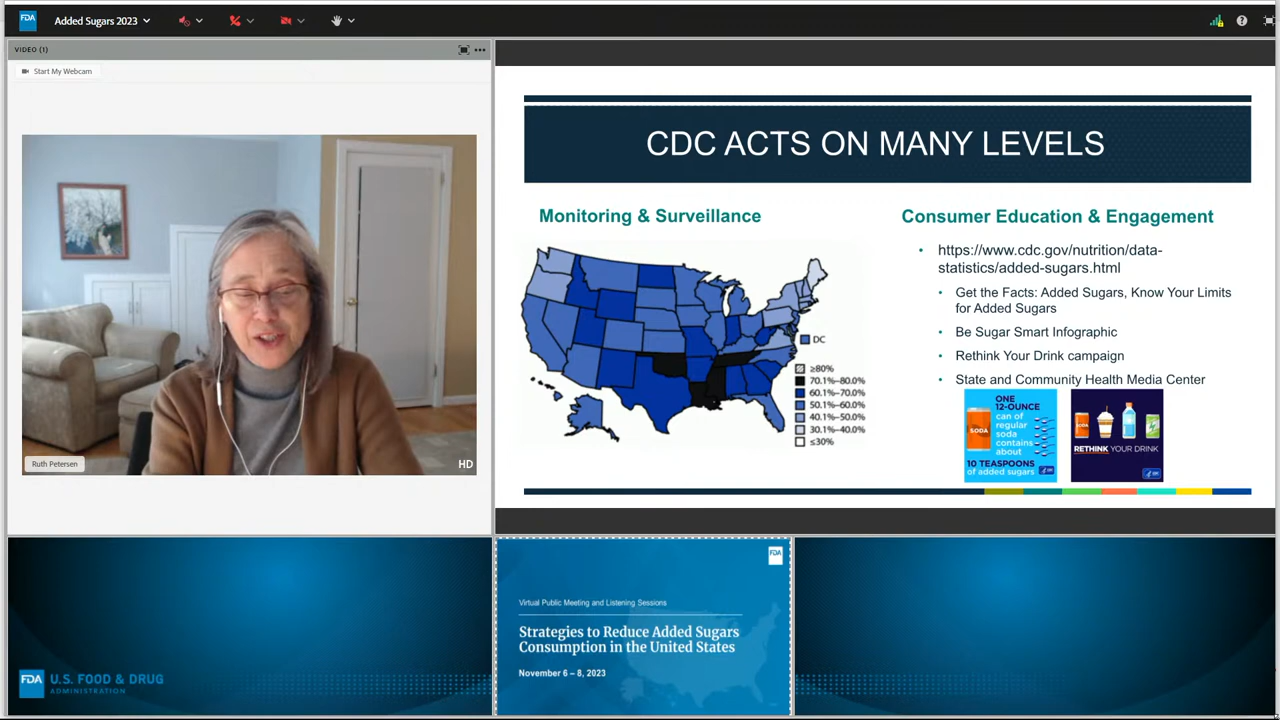 FDA
Added Sugars 2023
VIDEO (1)
Start My Webcam
Ruth Petersen
HD
CDC ACTS ON MANY LEVELS
Monitoring & Surveillance
DC
≥80%
70.1%–80.0%
60.1%–70.0%
50.1%–60.0%
40.1%–50.0%
30.1%–40.0%
≤30%
Consumer Education & Engagement
• https://www.cdc.gov/nutrition/data-
statistics/added-sugars.html
• Get the Facts: Added Sugars, Know Your Limits
for Added Sugars
• Be Sugar Smart Infographic
• Rethink Your Drink campaign
• State and Community Health Media Center
SODA
ONE
12-OUNCE
can of
regular
soda
contains
about
10 TEASPOONS
of added sugars
RETHINK YOUR DRINK
FDA
U.S. FOOD & DRUG
ADMINISTRATION
FDA
Virtual Public Meeting and Listening Sessions
Strategies to Reduce Added Sugars
Consumption in the United States
November 6 – 8, 2023